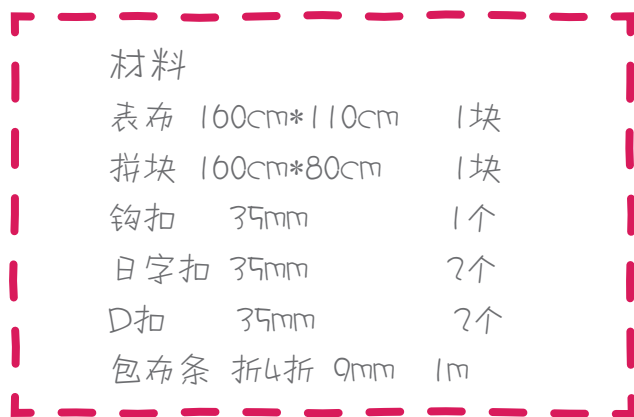 材料
表布 160cm*110cm 1块
拼块 160cm*80cm 1块
钩扣 35mm 1个
日字扣 35mm 2个
D扣 35mm 2个
包布条 折4折 9mm 1m